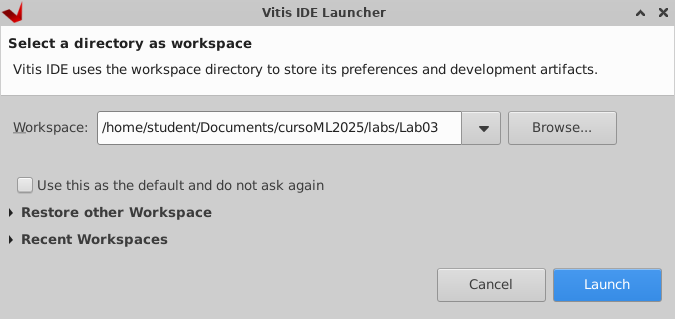 Vitis IDE Launcher
Select a directory as workspace
Vitis IDE uses the workspace directory to store its preferences and development artifacts.
Workspace: /home/student/Documents/cursoML2025/labs/Lab03 Browse...
Use this as the default and do not ask again
Restore other Workspace
Recent Workspaces
Cancel Launch